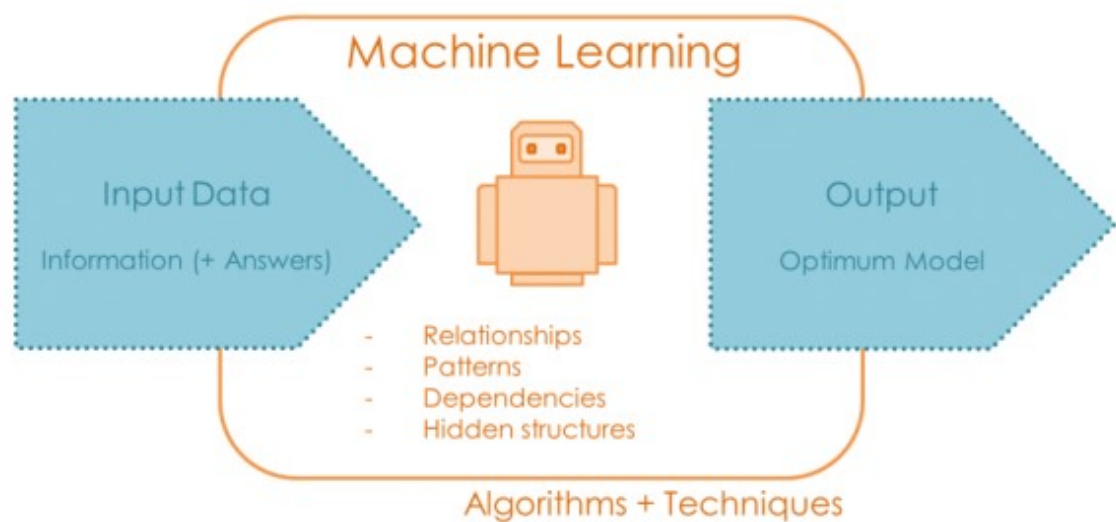 Machine Learning
Input Data
Information (+ Answers)
Output
Optimum Model
- Relationships
- Patterns
- Dependencies
- Hidden structures
Algorithms + Techniques